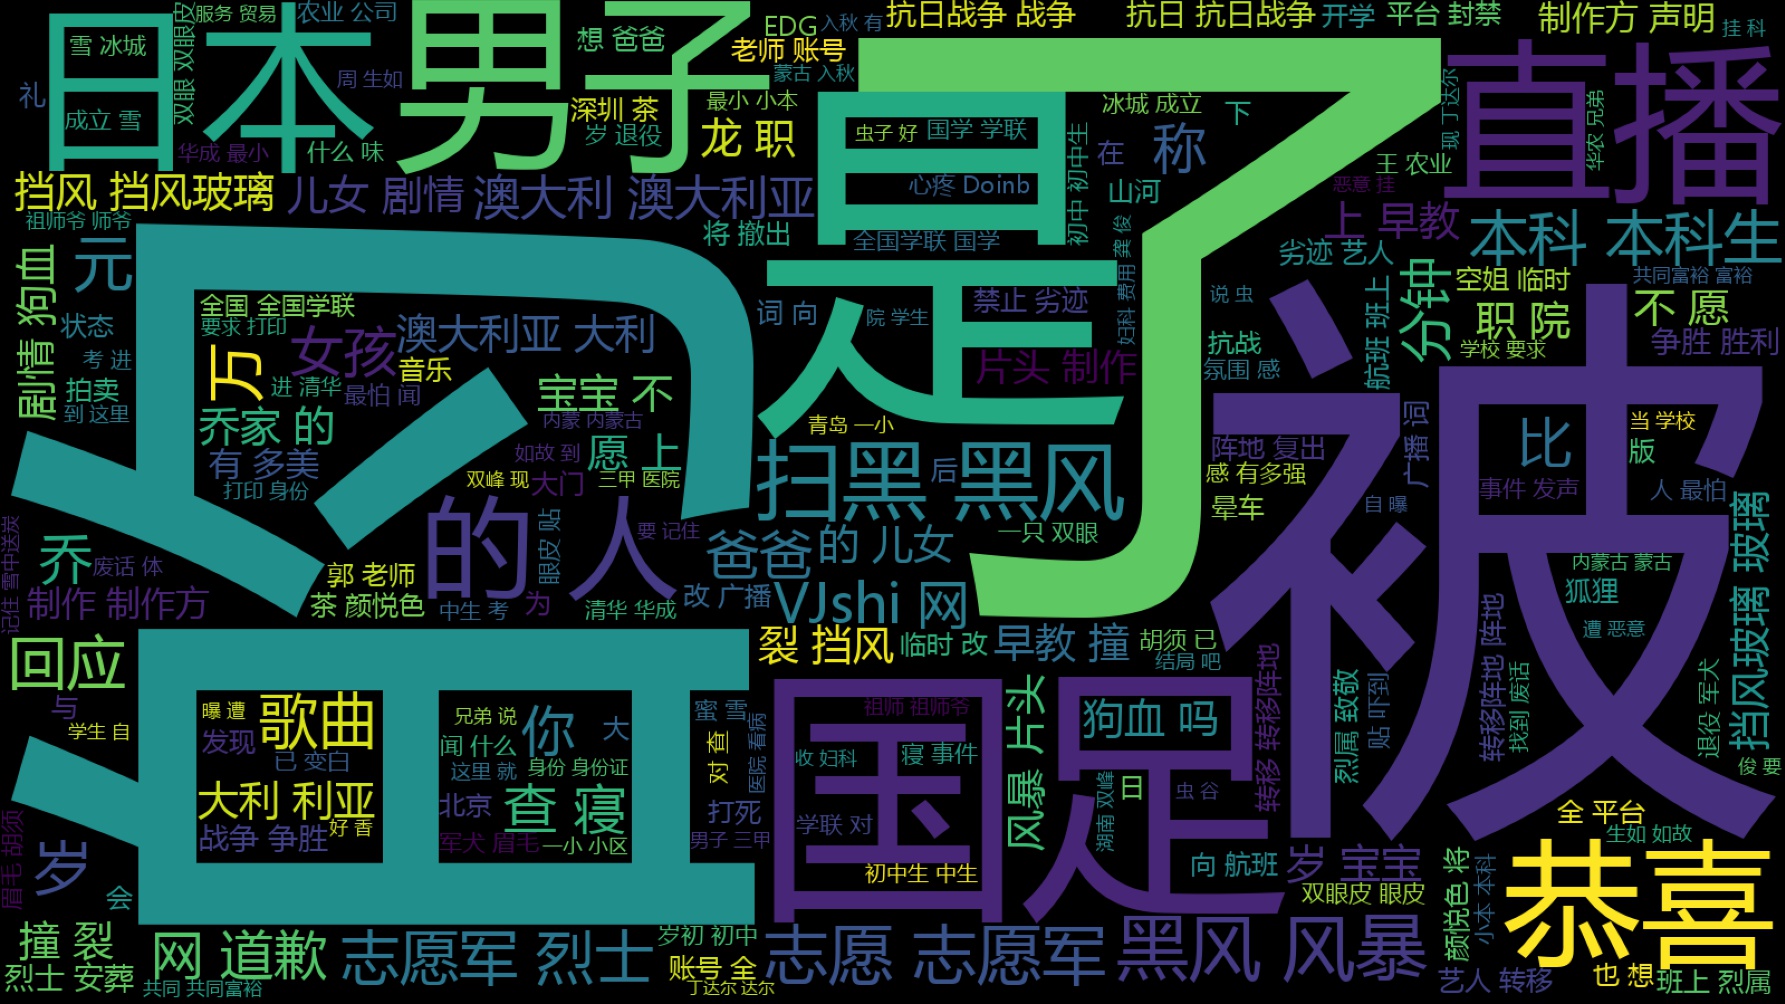 日本 男子 了
雪 冰城
服务 贸易
农业 公司
想 爸爸
EDG
入秋 有
抗日战争 战争
抗日 抗日战争
开学
平台 封禁
制作方 声明
挂 科
老师 账号
蒙古 入秋
双眼 双眼皮
周 生如
礼
成立 雪
华成 最小
什么 味
深圳 茶
岁 退役
最小 小本
龙 职
是
虫子 好
国学 学联
心疼 Doinb
全国学联 国学
初中 初中生
冰城 成立
下
在
称
山河
现 丁达尔
华农 兄弟
直播
王 农业
恶意 挂
上 早教
本科 本科生
挡风 挡风玻璃
儿女 剧情
澳大利 澳大利亚
将 撤出
祖师爷 师爷
元
剧情 狗血
状态
考 进
拍卖
到 这里
全国 全国学联
要求 打印
女孩
澳大利亚 大利
万
音乐
进 清华
最怕 闻
宝宝 不
乔家 的
内蒙 内蒙古
愿 上
有 多美
如故 到
打印 身份
双峰 现
大门
三甲 医院
词 向
院 学生
禁止 劣迹
片头 制作
青岛 一小
妇科 费用
龚 俊
说 虫
抗战
氛围 感
劣迹 艺人
航班 班上
分钟
空姐 临时
共同富裕 富裕
职 院
不 愿
学校 要求
争胜 胜利
被
阵地 复出
感 有多强
晕车
广播 词
自 曝
比
当 学校
版
事件 发声
人 最怕
扫黑 黑风
后
一只 双眼
的 人
眼皮 贴
要 记住
爸爸
的 儿女
VJshi 网
改 广播
乔
废话 体
记住 雪中送炭
制作 制作方
郭 老师
茶 颜悦色
中生 考
为
清华 华成
内蒙古 蒙古
狐狸
遭 恶意
挡风玻璃 玻璃
裂 挡风
临时 改
早教 撞
胡须 已
结局 吧
回应
与
学生 自
曝 遭
歌曲
发现
已 变白
大利 利亚
战争 争胜
好 香
兄弟 说
你
大
闻 什么
这里 就
身份 身份证
北京
查 寝
军犬 眉毛
一小 小区
蜜 雪
对 查
医院 看病
打死
男子 三甲
国足
祖师 祖师爷
收 妇科
寝 事件
学联 对
初中生 中生
风暴 片头
狗血 吗
湖南 双峰
日
虫 谷
转移 转移阵地
烈属 致敬
贴 吓到
转移阵地 阵地
找到 废话
退役 军犬
俊 要
全 平台
生如 如故
眉毛 胡须
岁
会
撞 裂
烈士 安葬
网 道歉
共同 共同富裕
志愿军 烈士
岁初 初中
账号 全
丁达尔 达尔
志愿 志愿军
黑风 风暴
向 航班
岁 宝宝
双眼皮 眼皮
颜悦色 将
小本 本科
恭喜
艺人 转移
也 想
班上 烈属